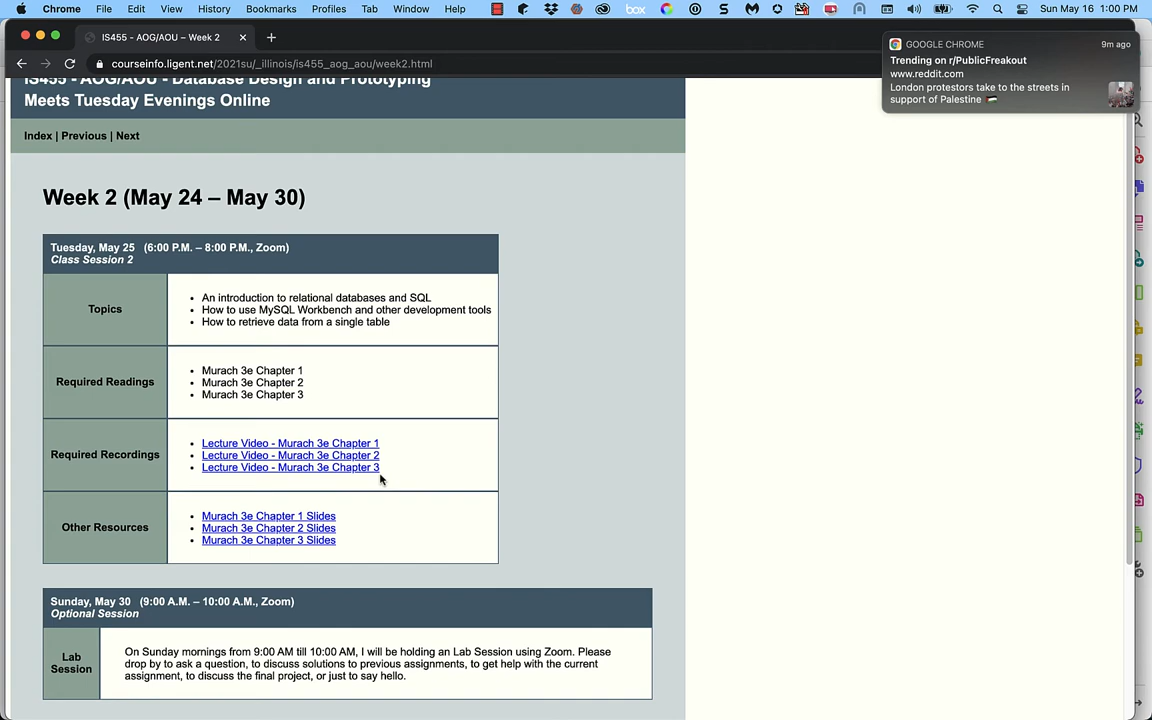 Chrome File Edit View History Bookmarks Profiles Tab Window Help box Sun May 16 1:00 PM
IS455 - AOG/AOU – Week 2
courseinfo.ligent.net/2021su/_illinois/is455_aog_aou/week2.html
GOOGLE CHROME 9m ago
Trending on r/PublicFreakout
www.reddit.com
London protestors take to the streets in
support of Palestine
IS455 - AOG/AOU - Database Design and Prototyping
Meets Tuesday Evenings Online
Index | Previous | Next
Week 2 (May 24 – May 30)
Tuesday, May 25 (6:00 P.M. – 8:00 P.M., Zoom)
Class Session 2
Topics
An introduction to relational databases and SQL
How to use MySQL Workbench and other development tools
How to retrieve data from a single table
Required Readings
Murach 3e Chapter 1
Murach 3e Chapter 2
Murach 3e Chapter 3
Required Recordings
Lecture Video - Murach 3e Chapter 1
Lecture Video - Murach 3e Chapter 2
Lecture Video - Murach 3e Chapter 3
Other Resources
Murach 3e Chapter 1 Slides
Murach 3e Chapter 2 Slides
Murach 3e Chapter 3 Slides
Sunday, May 30 (9:00 A.M. – 10:00 A.M., Zoom)
Optional Session
Lab
Session
On Sunday mornings from 9:00 AM till 10:00 AM, I will be holding an Lab Session using Zoom. Please
drop by to ask a question, to discuss solutions to previous assignments, to get help with the current
assignment, to discuss the final project, or just to say hello.